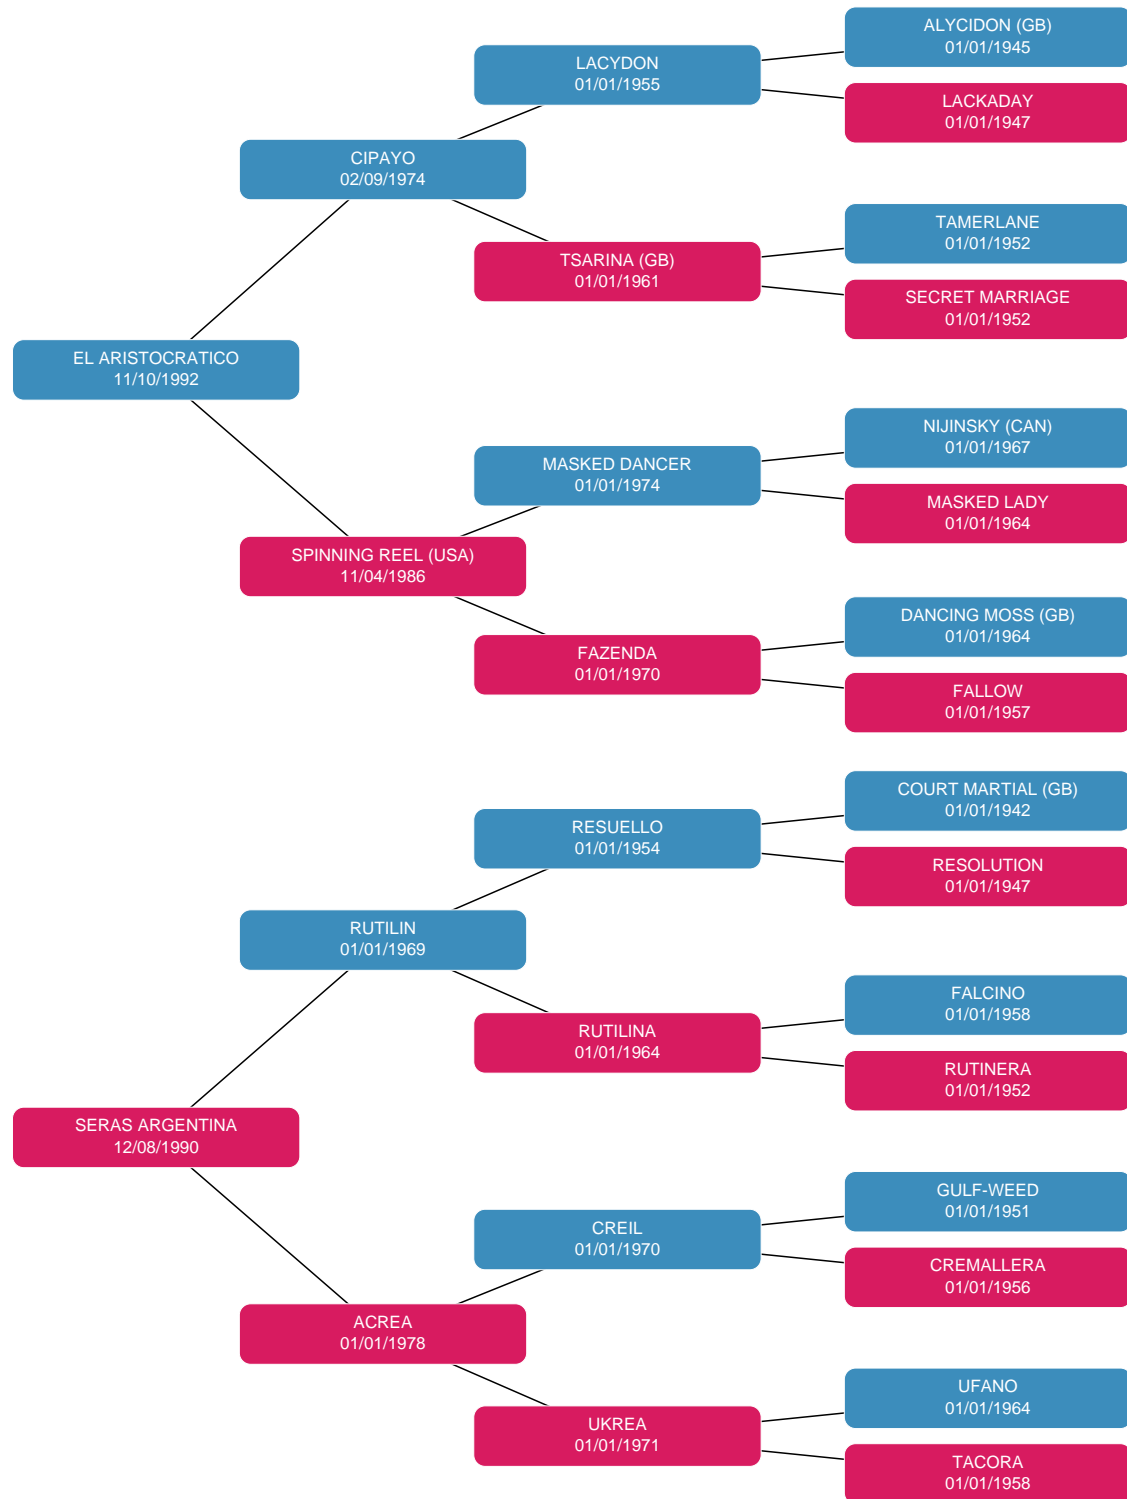 ALYCIDON (GB)
01/01/1945
LACYDON
01/01/1955
LACKADAY
01/01/1947
CIPAYO
02/09/1974
TAMERLANE
01/01/1952
TSARINA (GB)
01/01/1961
SECRET MARRIAGE
01/01/1952
EL ARISTOCRATICO
11/10/1992
NIJINSKY (CAN)
01/01/1967
MASKED DANCER
01/01/1974
MASKED LADY
01/01/1964
SPINNING REEL (USA)
11/04/1986
DANCING MOSS (GB)
01/01/1964
FAZENDA
01/01/1970
FALLOW
01/01/1957
COURT MARTIAL (GB)
01/01/1942
RESUELLO
01/01/1954
RESOLUTION
01/01/1947
RUTILIN
01/01/1969
FALCINO
01/01/1958
RUTILINA
01/01/1964
RUTINERA
01/01/1952
SERAS ARGENTINA
12/08/1990
GULF-WEED
01/01/1951
CREIL
01/01/1970
CREMALLERA
01/01/1956
ACREA
01/01/1978
UFANO
01/01/1964
UKREA
01/01/1971
TACORA
01/01/1958